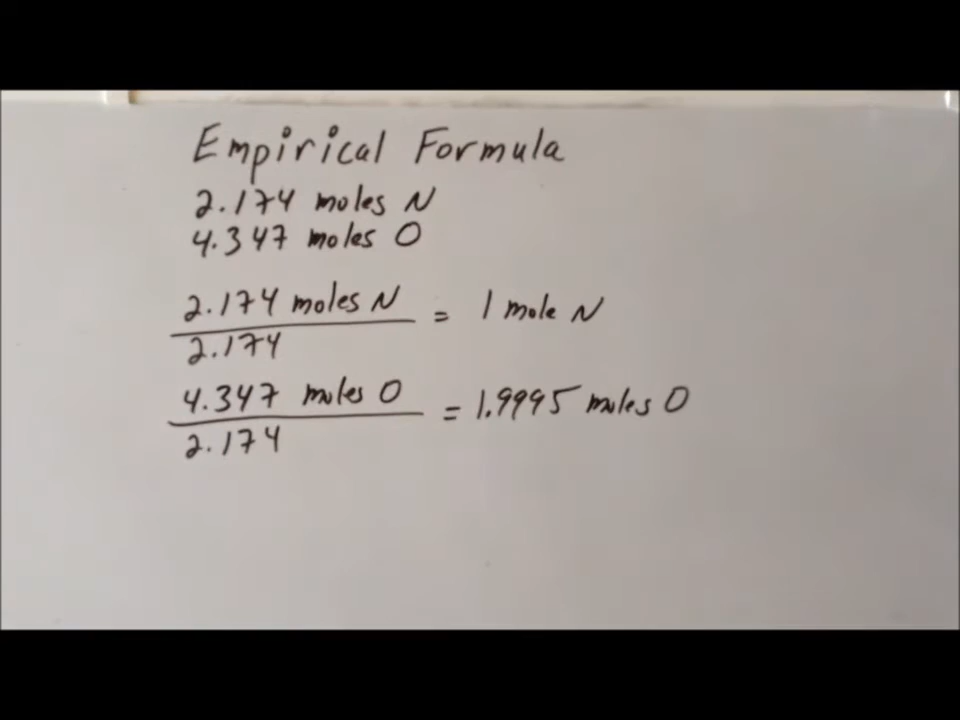 Empirical Formula
2.174 moles N
4.347 moles O
2.174 moles N = 1 mole N
2.174
4.347 moles O = 1.9995 moles O
2.174